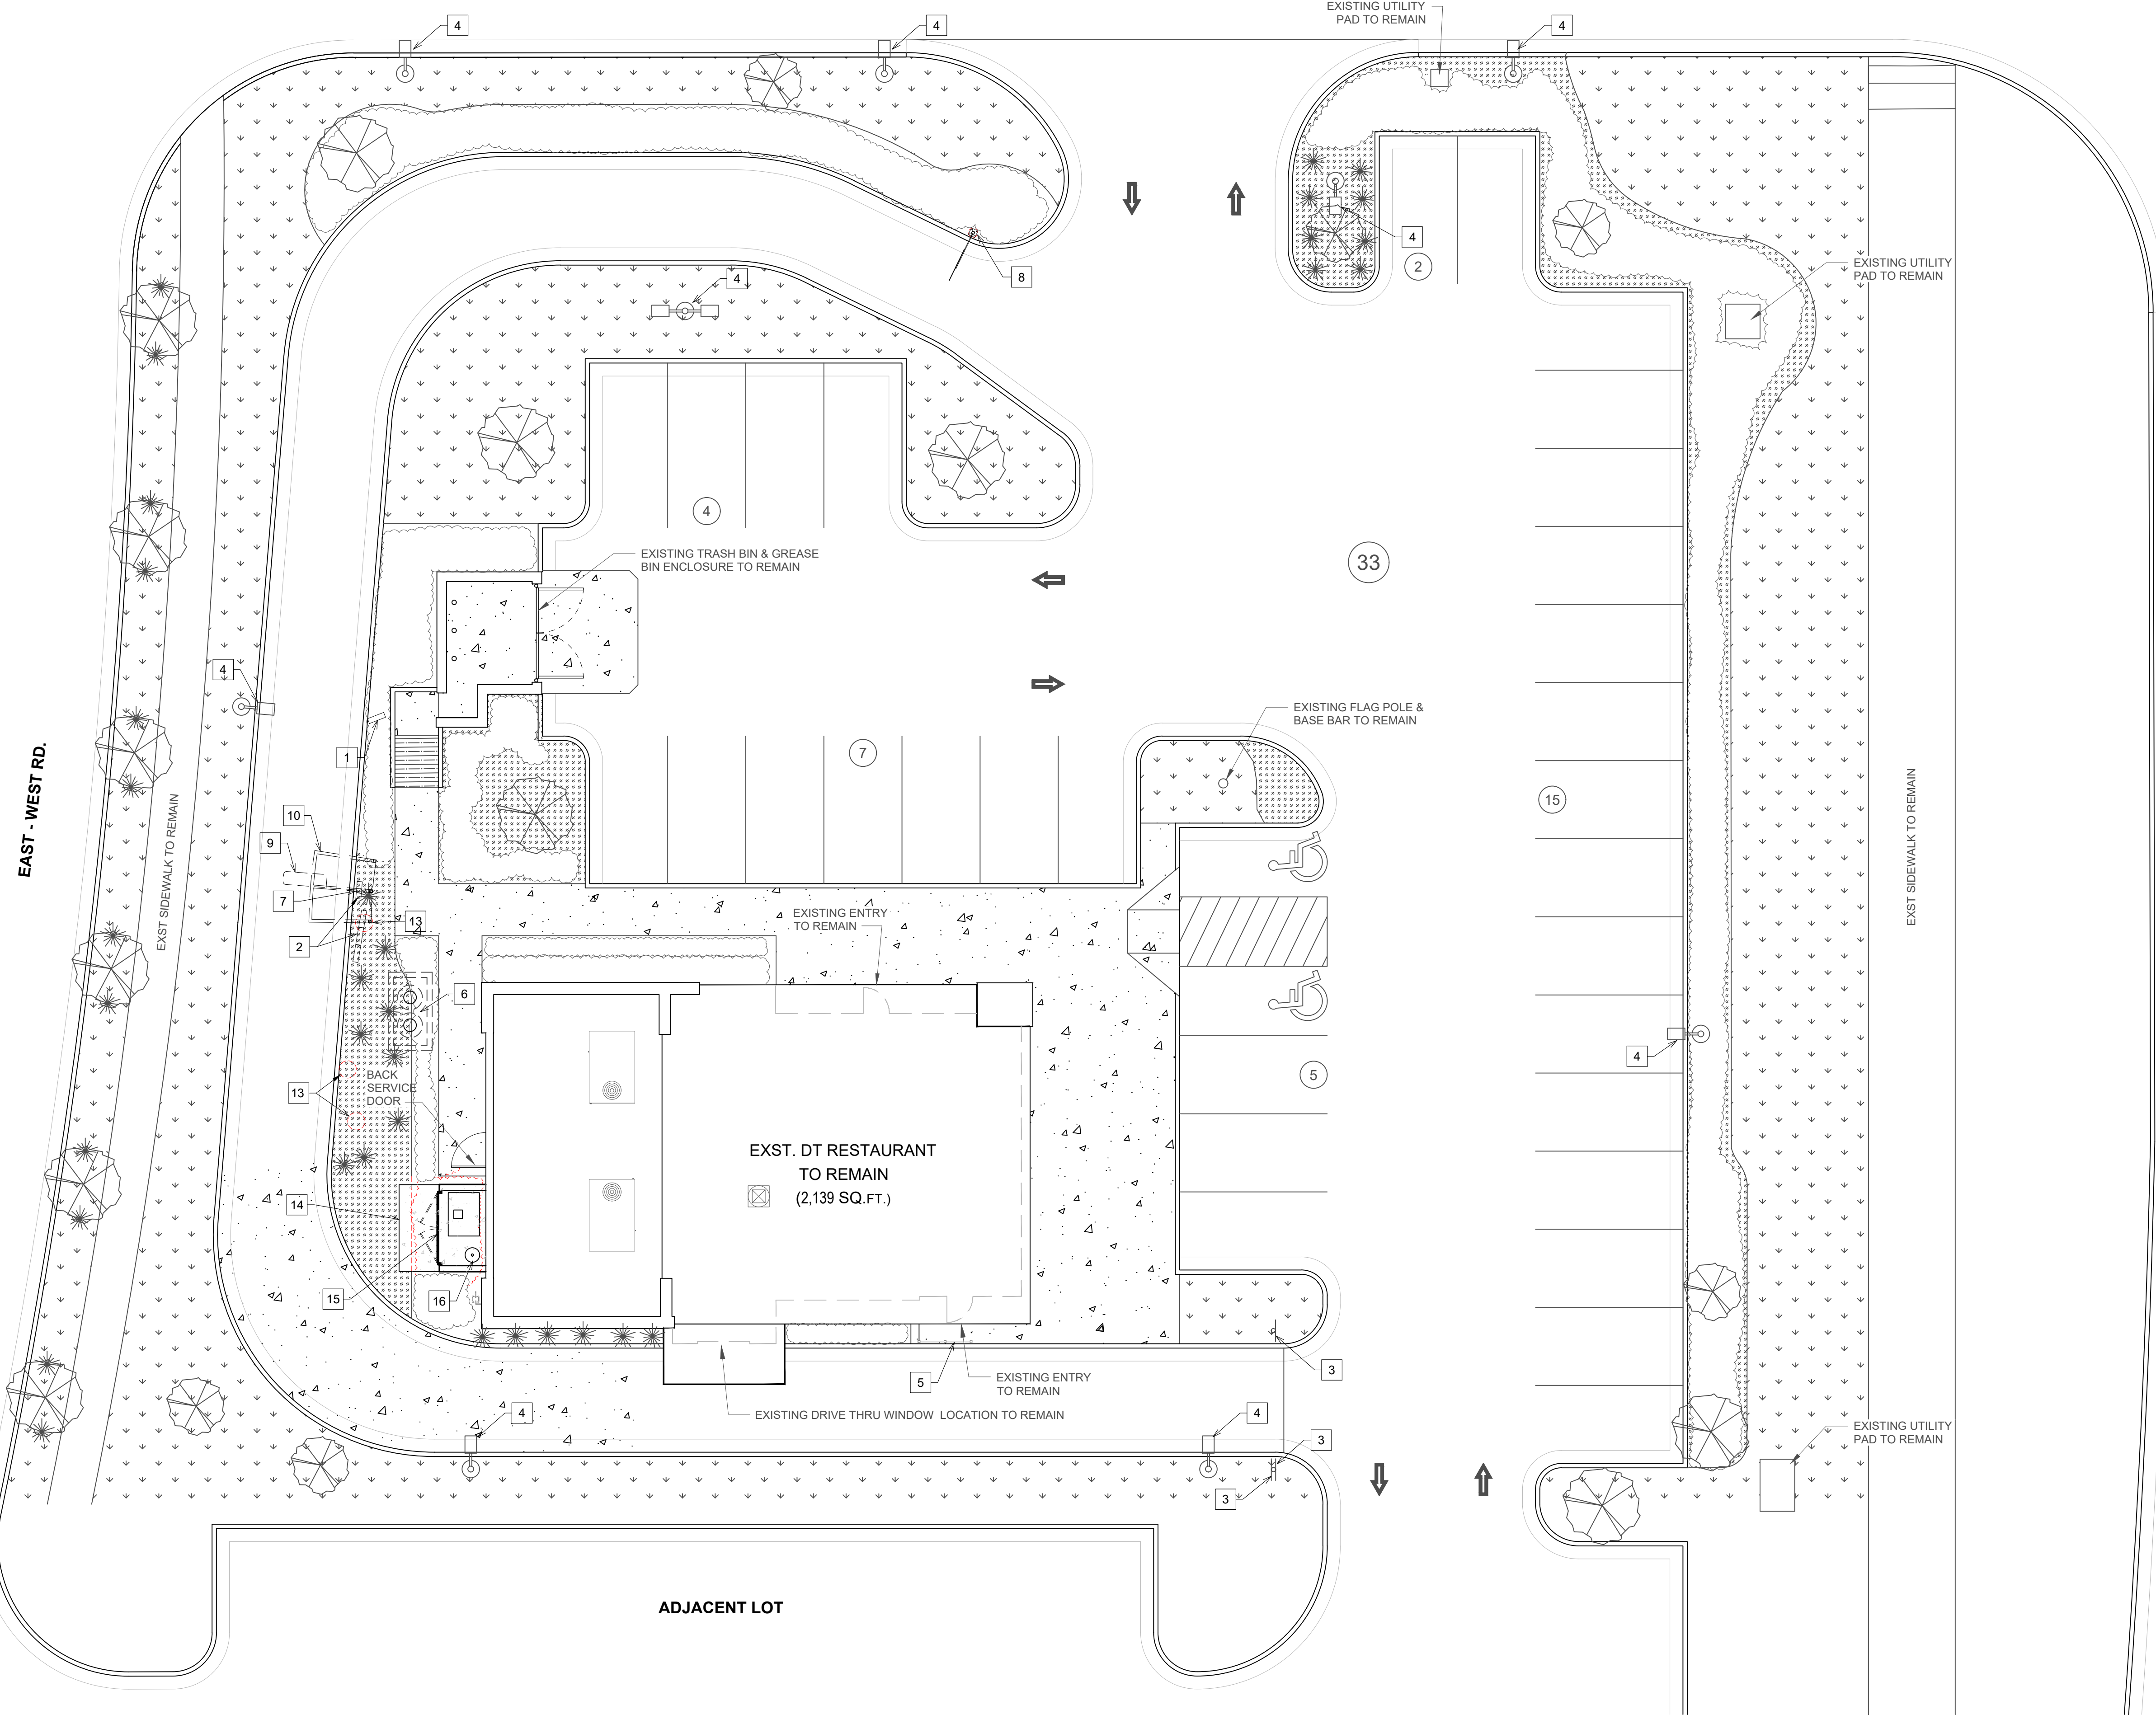 EXISTING UTILITY
PAD TO REMAIN
4
4
4
4
2
8
4
EXISTING UTILITY
PAD TO REMAIN
4
EXISTING TRASH BIN & GREASE
BIN ENCLOSURE TO REMAIN
33
4
EXISTING FLAG POLE &
BASE BAR TO REMAIN
1
7
15
EAST - WEST RD.
EXST SIDEWALK TO REMAIN
EXST SIDEWALK TO REMAIN
10
9
7
13
2
EXISTING ENTRY
TO REMAIN
6
4
13
BACK
SERVICE
DOOR
5
EXST. DT RESTAURANT
TO REMAIN
(2,139 SQ.FT.)
14
15
16
3
5
EXISTING ENTRY
TO REMAIN
4
EXISTING DRIVE THRU WINDOW LOCATION TO REMAIN
4
3
EXISTING UTILITY
PAD TO REMAIN
3
ADJACENT LOT